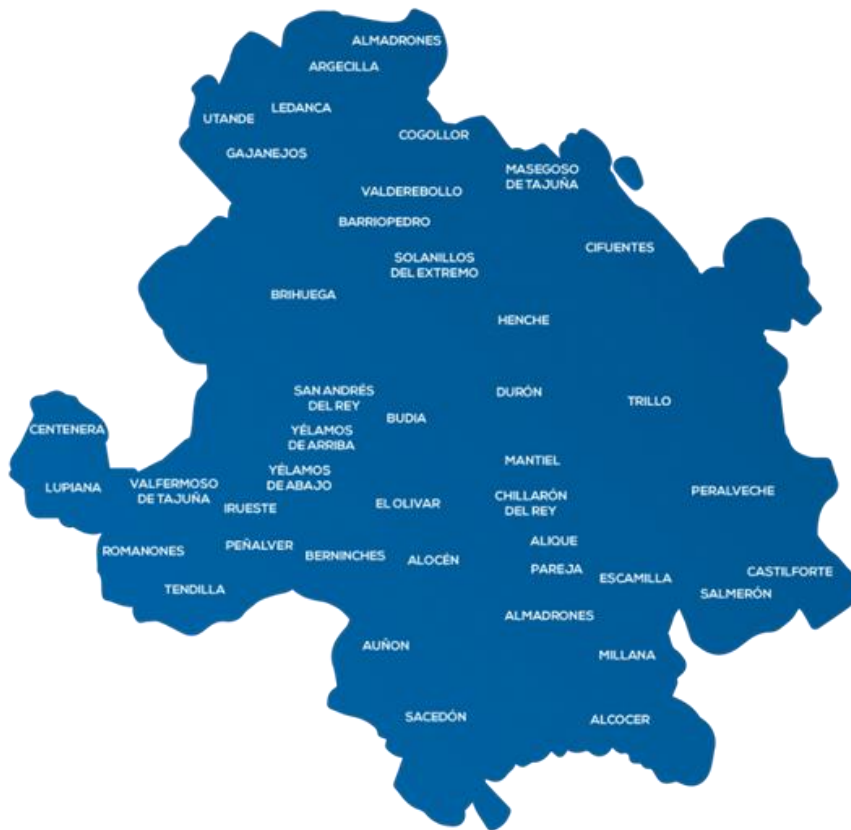 ALMADRONES
ARGECILLA
LEDANCA
UTANDE
COGOLLOR
GAJANEJOS
MASEGOSO
DE TAJUÑA
VALDEREBOLLO
BARRIOPEDRO
CIFUENTES
SOLANILLOS
DEL EXTREMO
BRIHUEGA
HENCHE
SAN ANDRÉS
DEL REY
DURÓN
TRILLO
BUDIA
CENTENERA
YÉLAMOS
DE ARRIBA
MANTIEL
YÉLAMOS
DE ABAJO
LUPIANA
VALFERMOSO
DE TAJUÑA
PERALVECHE
CHILLARÓN
DEL REY
EL OLIVAR
IRUESTE
ALIQUE
PEÑALVER
ROMANONES
BERNINCHES
ALOCÉN
PAREJA
CASTILFORTE
ESCAMILLA
TENDILLA
SALMERÓN
ALMADRONES
AUÑON
MILLANA
SACEDÓN
ALCOCER